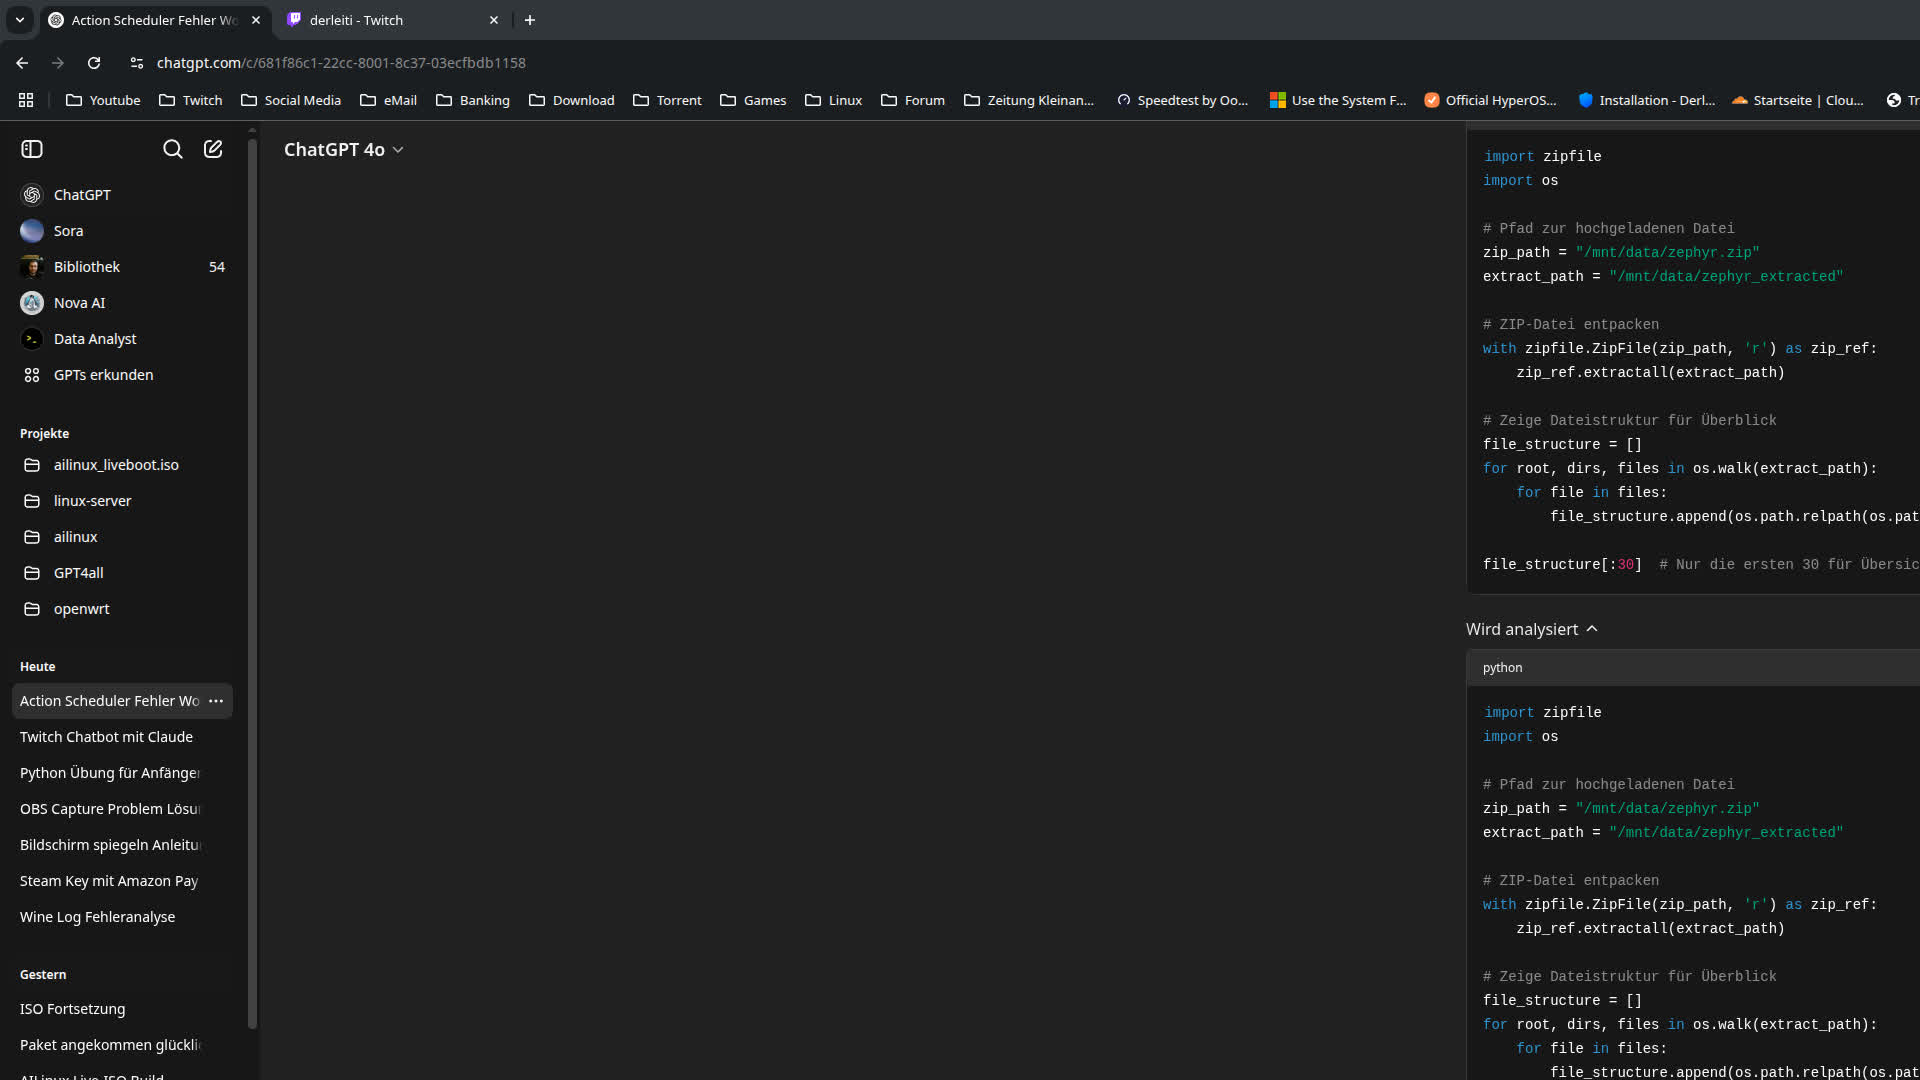 Action Scheduler Fehler Wo
derleiti - Twitch
chatgpt.com/c/681f86c1-22cc-8001-8c37-03ecfbdb1158
Youtube
Twitch
Social Media
eMail
Banking
Download
Torrent
Games
Linux
Forum
Zeitung Kleinan...
Speedtest by Oo...
Use the System F...
Official HyperOS...
Installation - Derl...
Startseite | Clou...
Tr
ChatGPT
Sora
Bibliothek 54
Nova AI
Data Analyst
GPTs erkunden
Projekte
ailinux_liveboot.iso
linux-server
ailinux
GPT4all
openwrt
Heute
Action Scheduler Fehler Wo
Twitch Chatbot mit Claude
Python Übung für Anfänger
OBS Capture Problem Lösu
Bildschirm spiegeln Anleitu
Steam Key mit Amazon Pay
Wine Log Fehleranalyse
Gestern
ISO Fortsetzung
Paket angekommen glückli
AILinux Live ISO Build
ChatGPT 4o
import zipfile
import os
# Pfad zur hochgeladenen Datei
zip_path = "/mnt/data/zephyr.zip"
extract_path = "/mnt/data/zephyr_extracted"
# ZIP-Datei entpacken
with zipfile.ZipFile(zip_path, 'r') as zip_ref:
    zip_ref.extractall(extract_path)
# Zeige Dateistruktur für Überblick
file_structure = []
for root, dirs, files in os.walk(extract_path):
    for file in files:
        file_structure.append(os.path.relpath(os.pat
file_structure[:30]  # Nur die ersten 30 für Übersic
Wird analysiert
python
import zipfile
import os
# Pfad zur hochgeladenen Datei
zip_path = "/mnt/data/zephyr.zip"
extract_path = "/mnt/data/zephyr_extracted"
# ZIP-Datei entpacken
with zipfile.ZipFile(zip_path, 'r') as zip_ref:
    zip_ref.extractall(extract_path)
# Zeige Dateistruktur für Überblick
file_structure = []
for root, dirs, files in os.walk(extract_path):
    for file in files:
        file_structure.append(os.path.relpath(os.pat